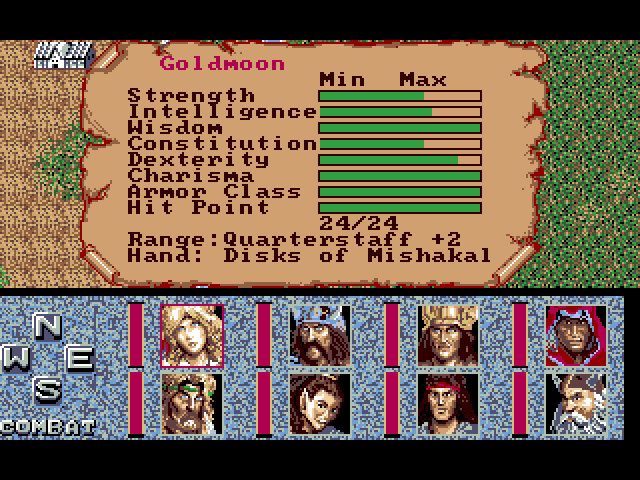 Goldmoon
Min Max
Strength
Intelligence
Wisdom
Constitution
Dexterity
Charisma
Armor Class
Hit Point
24/24
Range:Quarterstaff +2
Hand: Disks of Mishakal
N
W E
S
COMBAT